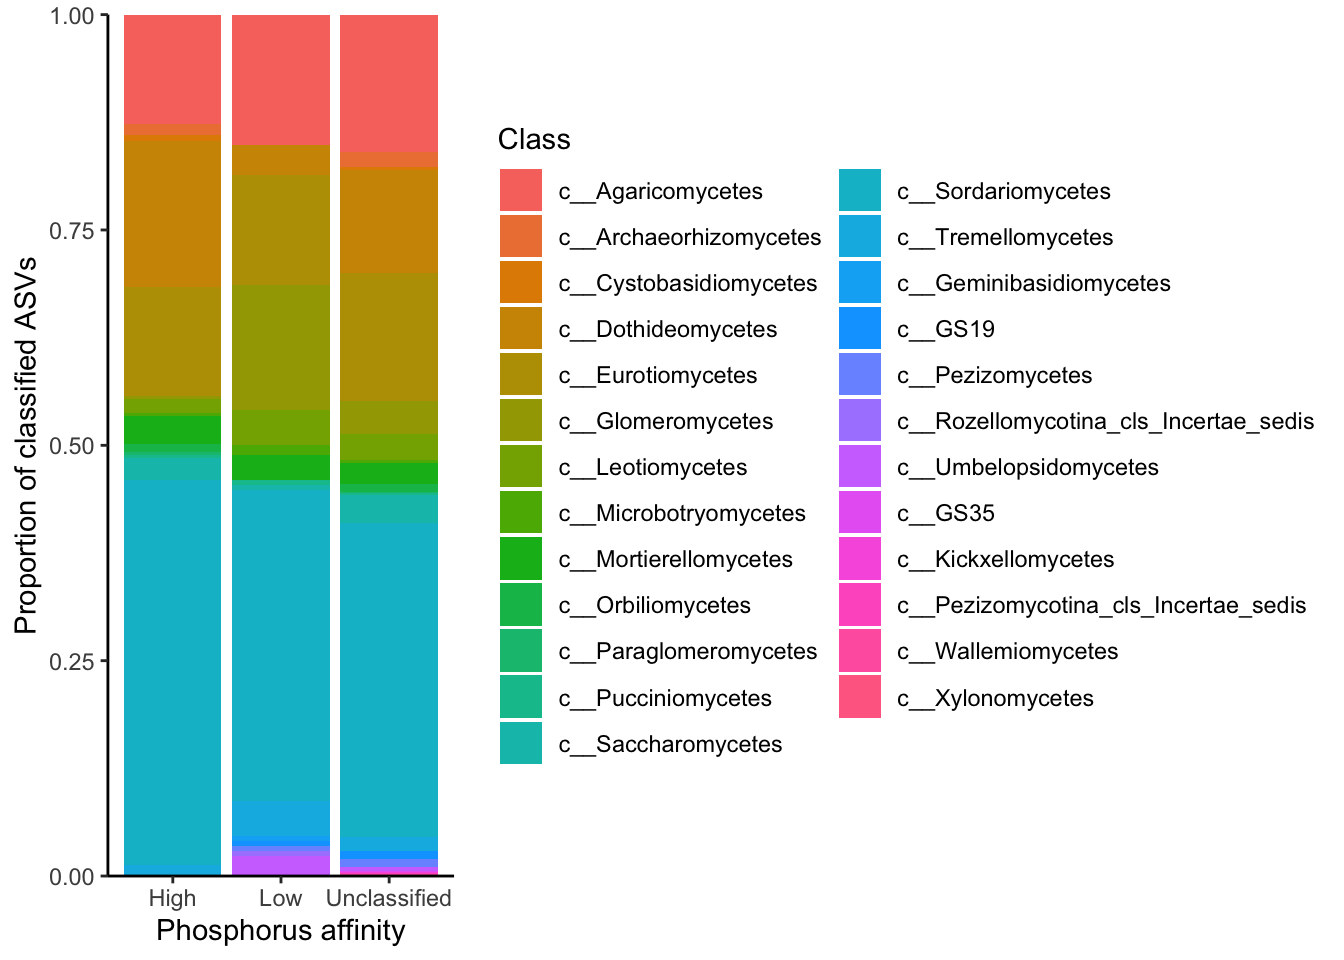 1.00
0.75
0.50
0.25
0.00
Proportion of classified ASVs
High
Low
Unclassified
Phosphorus affinity
Class
c__Agaricomycetes
c__Archaeorhizomycetes
c__Cystobasidiomycetes
c__Dothideomycetes
c__Eurotiomycetes
c__Glomeromycetes
c__Leotiomycetes
c__Microbotryomycetes
c__Mortierellomycetes
c__Orbiliomycetes
c__Paraglomeromycetes
c__Pucciniomycetes
c__Saccharomycetes
c__Sordariomycetes
c__Tremellomycetes
c__Geminibasidiomycetes
c__GS19
c__Pezizomycetes
c__Rozellomycotina_cls_Incertae_sedis
c__Umbelopsidomycetes
c__GS35
c__Kickxellomycetes
c__Pezizomycotina_cls_Incertae_sedis
c__Wallemiomycetes
c__Xylonomycetes